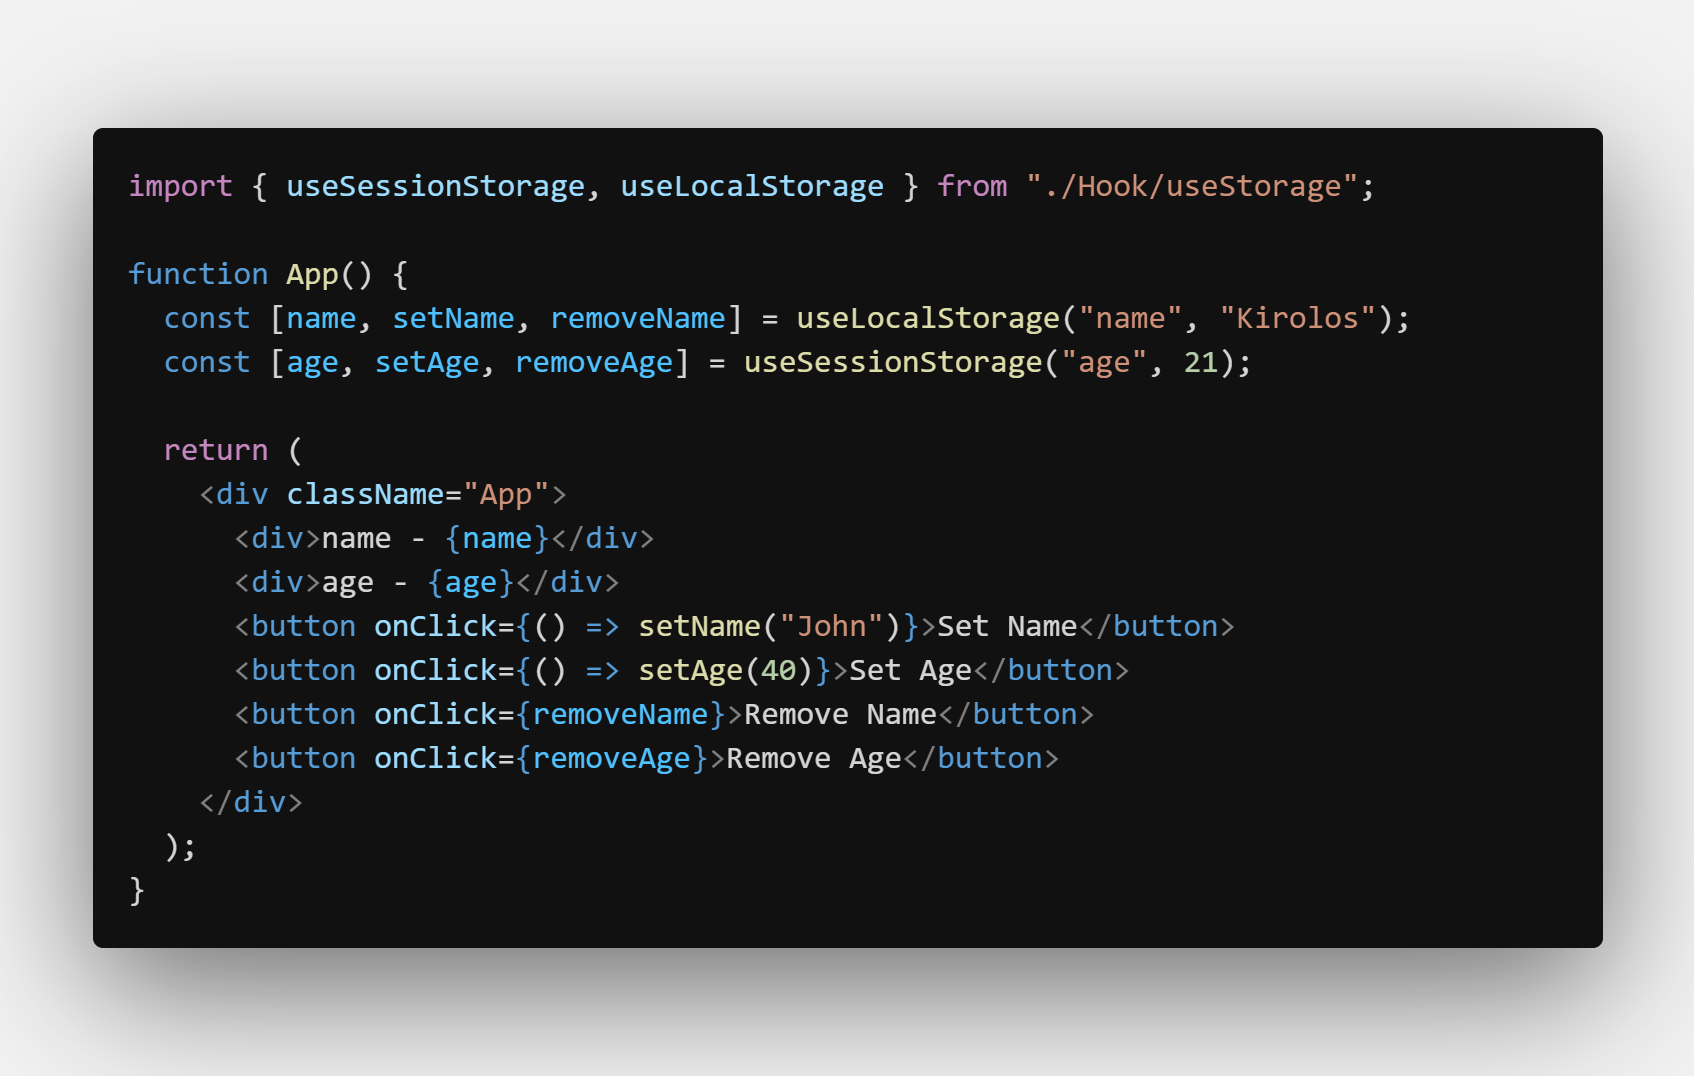 import { useSessionStorage, useLocalStorage } from "./Hook/useStorage";

function App() {
  const [name, setName, removeName] = useLocalStorage("name", "Kirolos");
  const [age, setAge, removeAge] = useSessionStorage("age", 21);

  return (
    <div className="App">
      <div>name - {name}</div>
      <div>age - {age}</div>
      <button onClick={() => setName("John")}>Set Name</button>
      <button onClick={() => setAge(40)}>Set Age</button>
      <button onClick={removeName}>Remove Name</button>
      <button onClick={removeAge}>Remove Age</button>
    </div>
  );
}